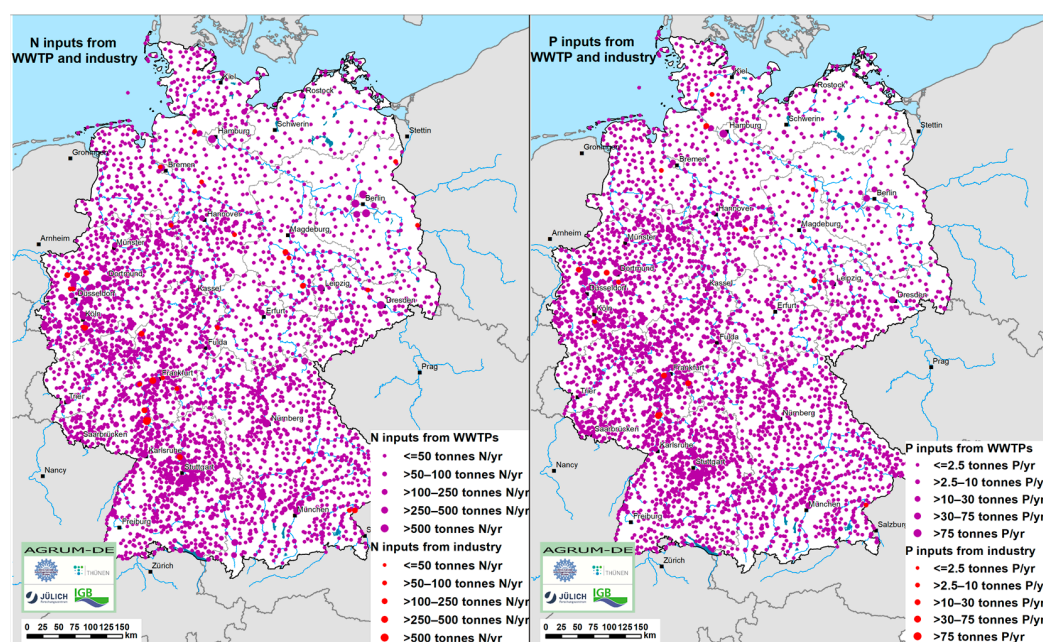 N inputs from
WWTP and industry
Kiel
Rostock
Schwerin
Hamburg
Stettin
Groningen
Bremen
Berlin
Hannover
Magdeburg
Arnheim
Münster
Dortmund
Düsseldorf
Kassel
Leipzig
Dresden
Köln
Erfurt
Fulda
Frankfurt
Prag
Trier
Nürnberg
Saarbrücken
Nancy
Karlsruhe
Stuttgart
München
Freiburg
S
Zürich
N inputs from WWTPs
<=50 tonnes N/yr
>50–100 tonnes N/yr
>100–250 tonnes N/yr
>250–500 tonnes N/yr
>500 tonnes N/yr
N inputs from industry
<=50 tonnes N/yr
>50–100 tonnes N/yr
>100–250 tonnes N/yr
>250–500 tonnes N/yr
>500 tonnes N/yr
AGRUM-DE
THÜNEN
JÜLICH
IGB
0 25 50 75 100 125 150
km
P inputs from
WWTP and industry
Kiel
Rostock
Schwerin
Hamburg
Stettin
Groningen
Bremen
Berlin
Hannover
Magdeburg
Arnheim
Münster
Dortmund
Düsseldorf
Kassel
Leipzig
Dresden
Köln
Erfurt
Fulda
Frankfurt
Prag
Trier
Nürnberg
Saarbrücken
Nancy
Karlsruhe
Stuttgart
München
Freiburg
Salzburg
Zürich
P inputs from WWTPs
<=2.5 tonnes P/yr
>2.5–10 tonnes P/yr
>10–30 tonnes P/yr
>30–75 tonnes P/yr
>75 tonnes P/yr
P inputs from industry
<=2.5 tonnes P/yr
>2.5–10 tonnes P/yr
>10–30 tonnes P/yr
>30–75 tonnes P/yr
>75 tonnes P/yr
AGRUM-DE
THÜNEN
JÜLICH
IGB
0 25 50 75 100 125 150
km